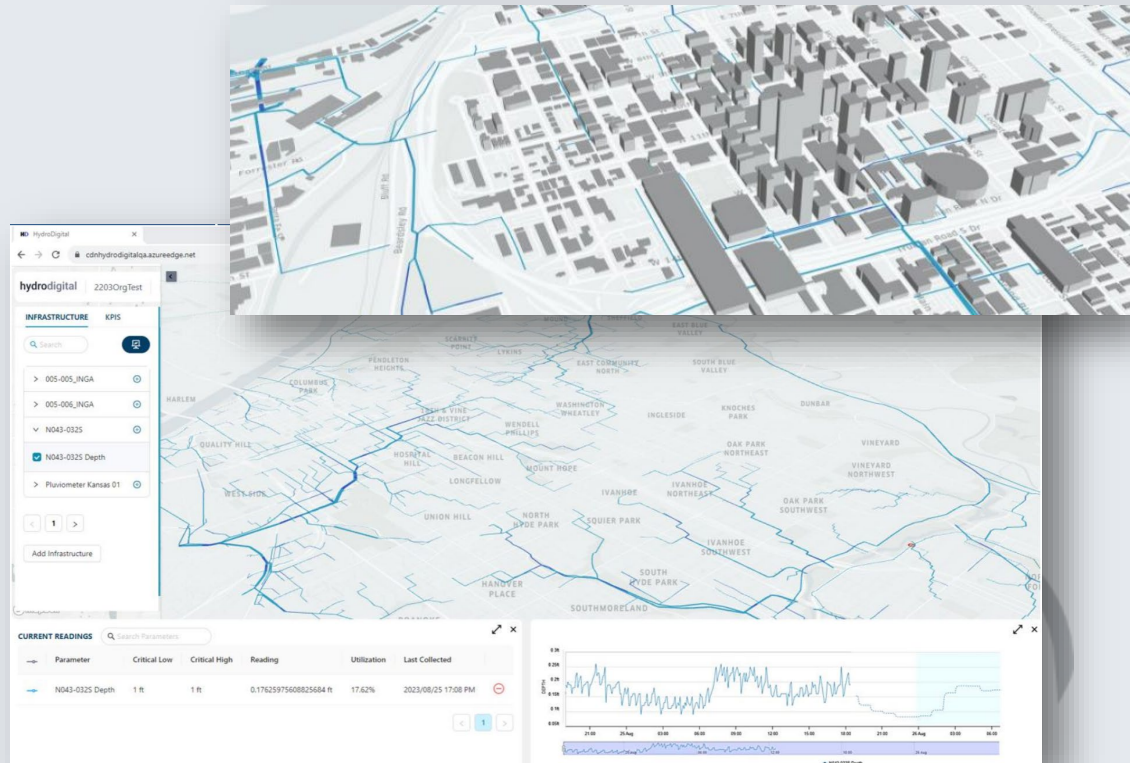 Forrester Rd
Bluff Rd
Beardsley Rd
HydroDigital
cdnhydrodigitalqa.azureedge.net
hydrodigital
2203OrgTest
INFRASTRUCTURE KPIS
Search
005-005_INGA
005-006_INGA
N043-032S
N043-032S Depth
Pluviometer Kansas 01
1
Add Infrastructure
HARLEM
PENDLETON
HEIGHTS
COLUMBUS
PARK
LYKINS
EAST COMMUNITY
NORTH
EAST BLUE
VALLEY
SOUTH BLUE
VALLEY
WASHINGTON
WHEATLEY
INGLESIDE
KNOCHES
PARK
DUNBAR
WENDELL
PHILLIPS
JAZZ DISTRICT
QUALITY HILL
HOSPITAL
HILL
BEACON HILL
MOUNT HOPE
OAK PARK
NORTHEAST
VINEYARD
VINEYARD
NORTHWEST
LONGFELLOW
WEST SIDE
IVANHOE
IVANHOE
NORTHEAST
OAK PARK
SOUTHWEST
UNION HILL
NORTH
HYDE PARK
SQUIER PARK
IVANHOE
SOUTHWEST
SOUTH
HYDE PARK
HANOVER
PLACE
SOUTHMORELAND
CURRENT READINGS
Search Parameters
Parameter Critical Low Critical High Reading Utilization Last Collected
N043-032S Depth 1 ft 1 ft 0.17625975608825684 ft 17.62% 2023/08/25 17:08 PM
1
DEPTH
21:00 25 Aug 03:00 06:00 09:00 12:00 15:00 18:00 21:00 26 Aug 03:00 06:00